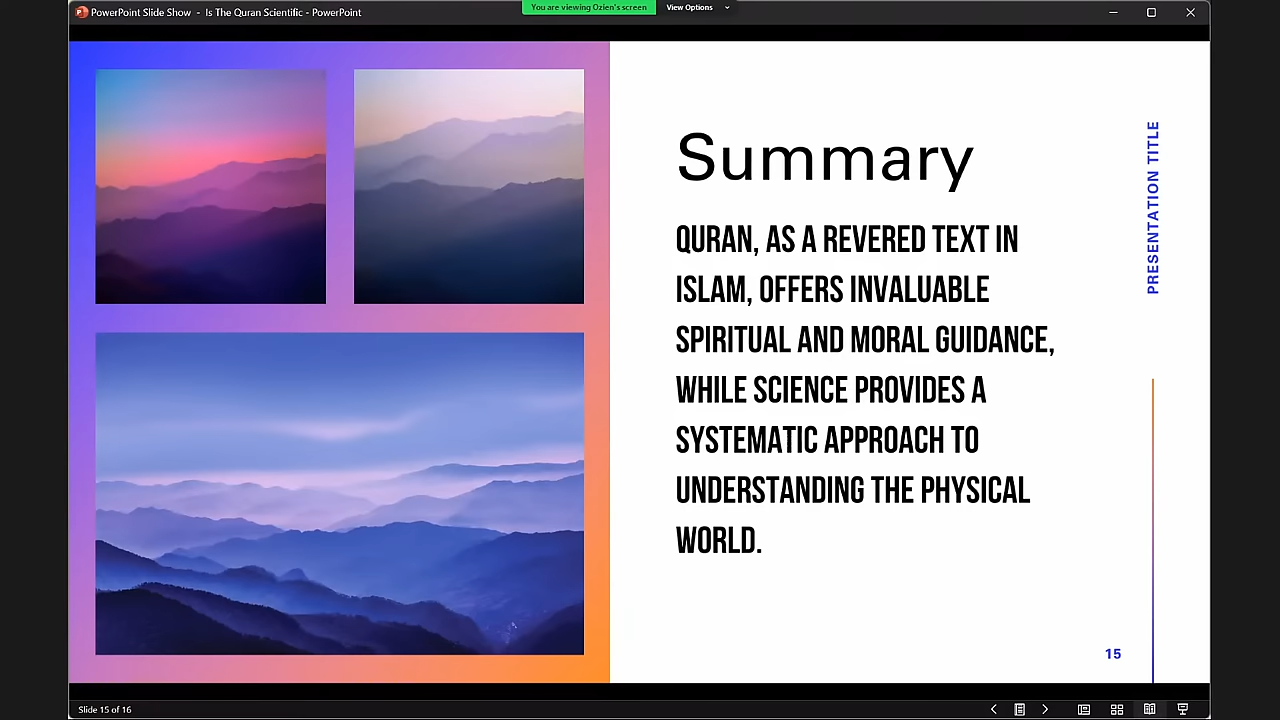 PowerPoint Slide Show - Is The Quran Scientific - PowerPoint
You are viewing Ozien's screen
View Options
Summary
QURAN, AS A REVERED TEXT IN
ISLAM, OFFERS INVALUABLE
SPIRITUAL AND MORAL GUIDANCE,
WHILE SCIENCE PROVIDES A
SYSTEMATIC APPROACH TO
UNDERSTANDING THE PHYSICAL
WORLD.
PRESENTATION TITLE
15
Slide 15 of 16